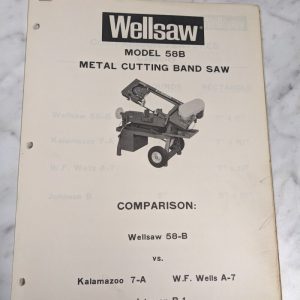 Wellsaw
MODEL 58B
METAL CUTTING BAND SAW
COMPARISON:
Wellsaw 58-B
vs.
Kalamazoo 7-A W.F. Wells A-7